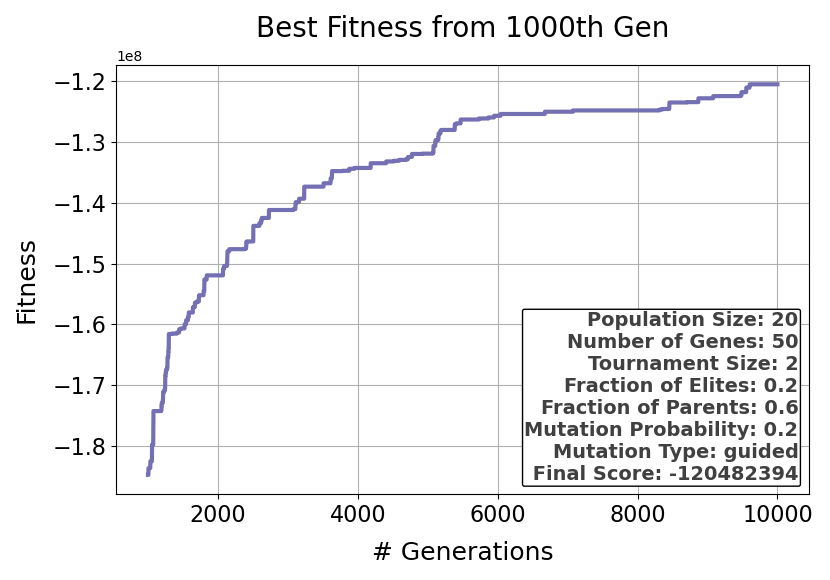 Best Fitness from 1000th Gen
1e8
−1.2
−1.3
−1.4
−1.5
−1.6
−1.7
−1.8
Fitness
Population Size: 20
Number of Genes: 50
Tournament Size: 2
Fraction of Elites: 0.2
Fraction of Parents: 0.6
Mutation Probability: 0.2
Mutation Type: guided
Final Score: -120482394
2000 4000 6000 8000 10000
# Generations